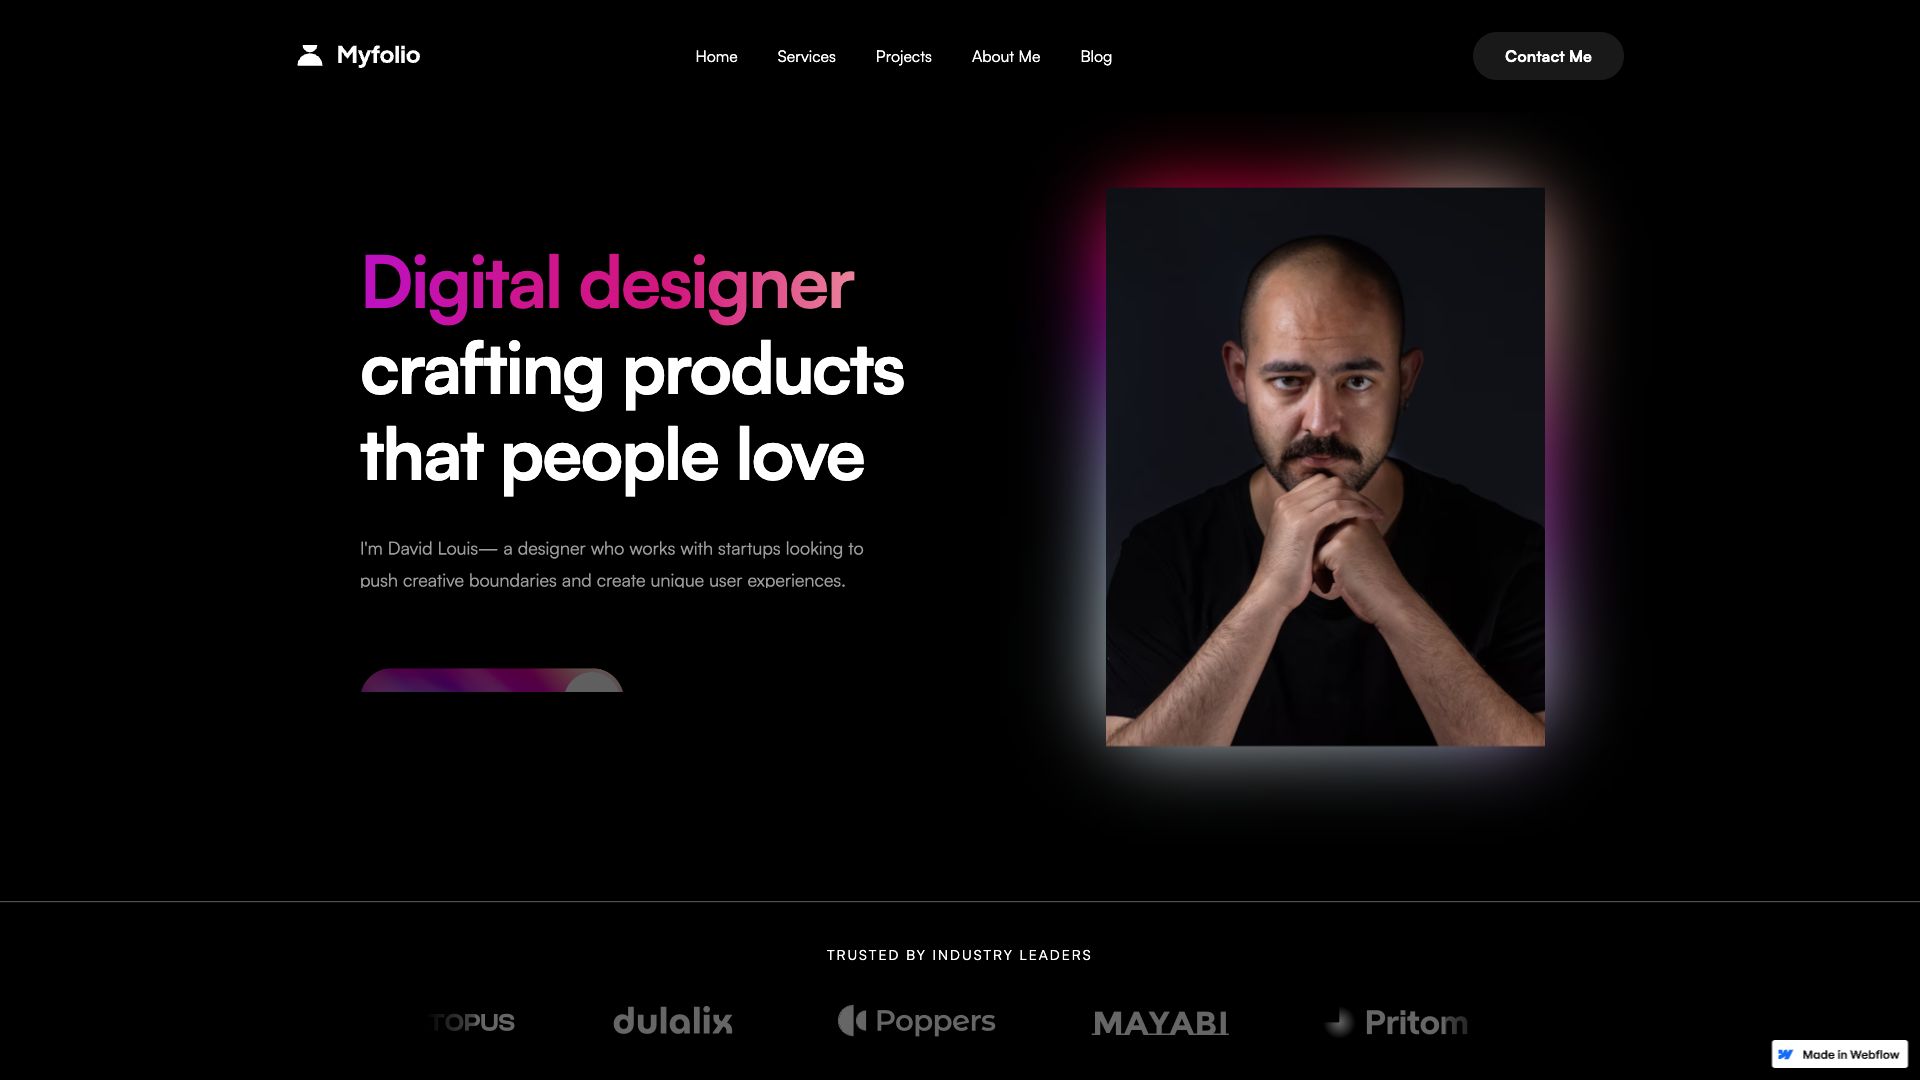 Myfolio
Home
Services
Projects
About Me
Blog
Contact Me
Digital designer
crafting products
that people love
I'm David Louis— a designer who works with startups looking to
push creative boundaries and create unique user experiences.
TRUSTED BY INDUSTRY LEADERS
TOPUS
dulalix
Poppers
MAYABI
Pritom
Made in Webflow